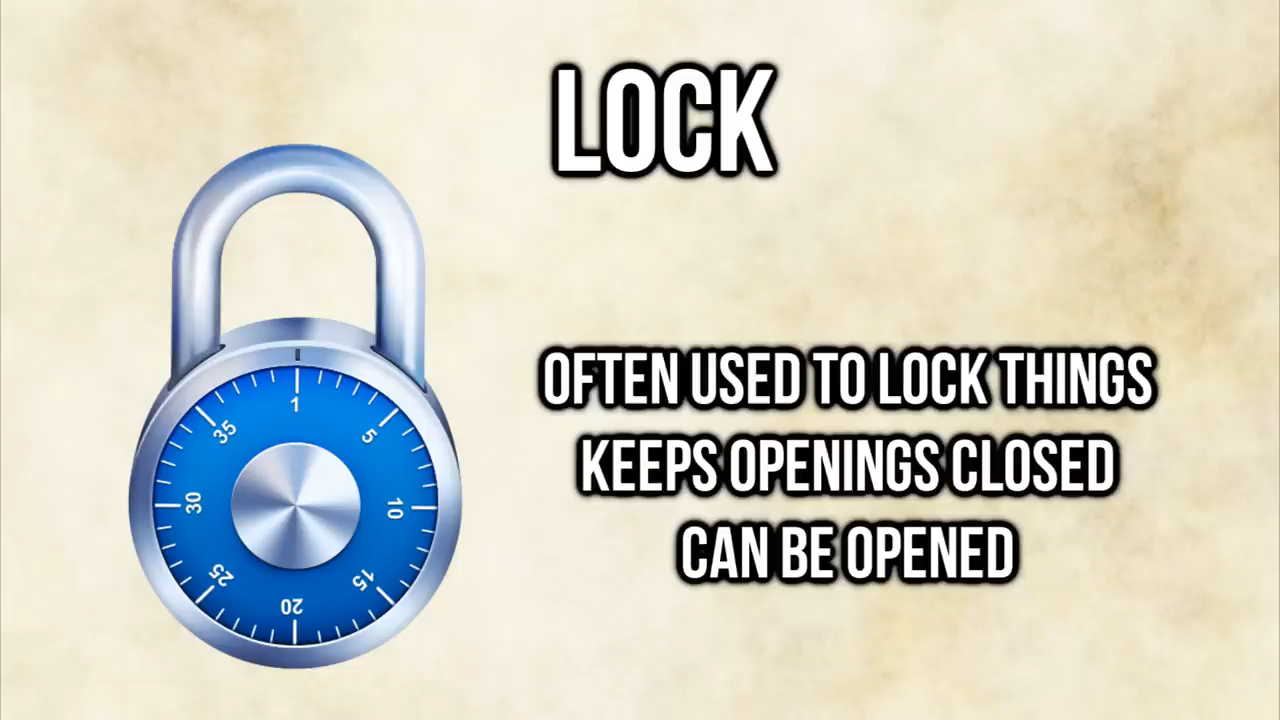 LOCK
OFTEN USED TO LOCK THINGS
KEEPS OPENINGS CLOSED
CAN BE OPENED
1
5
10
15
20
25
30
35